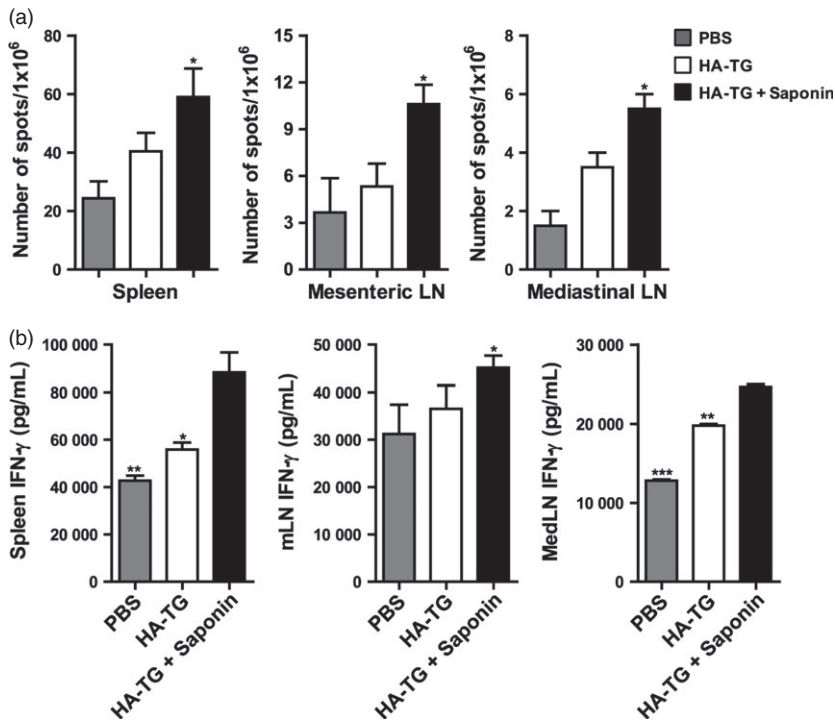 (a)
Number of spots/1x10⁶
80
60
40
20
0
*
Spleen
Number of spots/1x10⁶
15
12
9
6
3
0
*
Mesenteric LN
Number of spots/1x10⁶
8
6
4
2
0
*
Mediastinal LN
PBS
HA-TG
HA-TG + Saponin
(b)
Spleen IFN-γ (pg/mL)
100 000
80 000
60 000
40 000
20 000
0
**
*
PBS
HA-TG
HA-TG + Saponin
mLN IFN-γ (pg/mL)
50 000
40 000
30 000
20 000
10 000
0
*
PBS
HA-TG
HA-TG + Saponin
MedLN IFN-γ (pg/mL)
30 000
20 000
10 000
0
***
**
PBS
HA-TG
HA-TG + Saponin